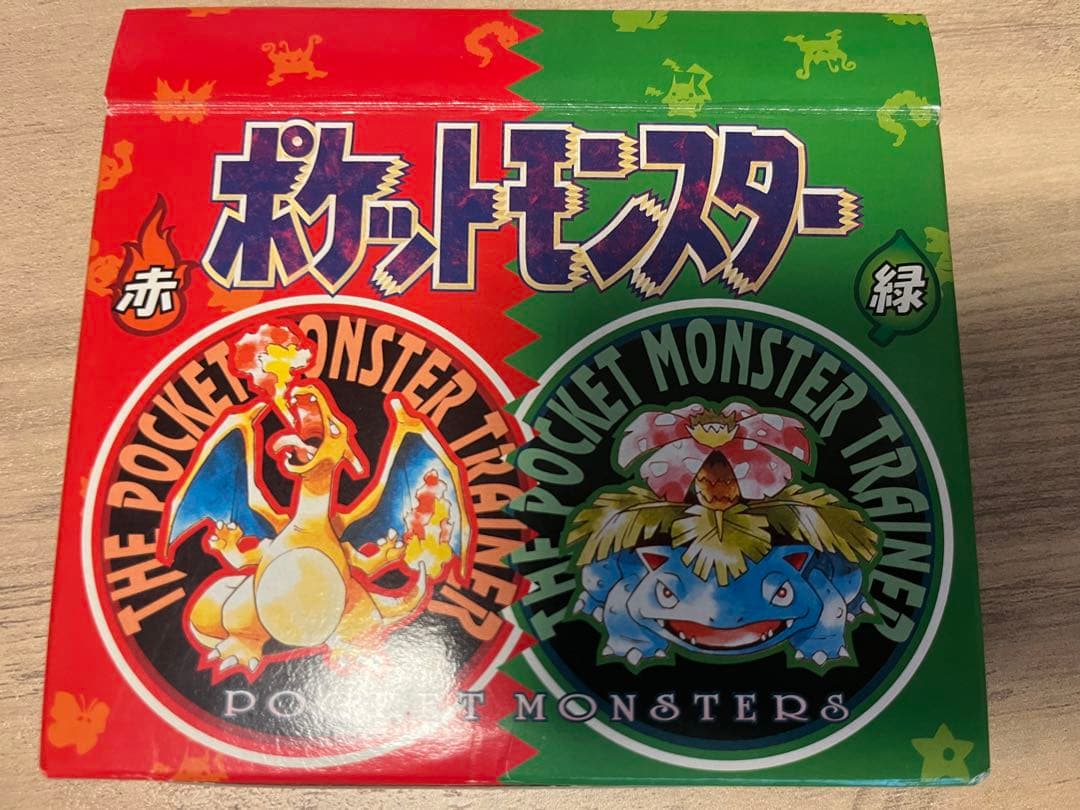 ポケットモンスター
赤
緑
THE POCKET MONSTER TRAINER
THE POCKET MONSTER TRAINER
POCKET MONSTERS